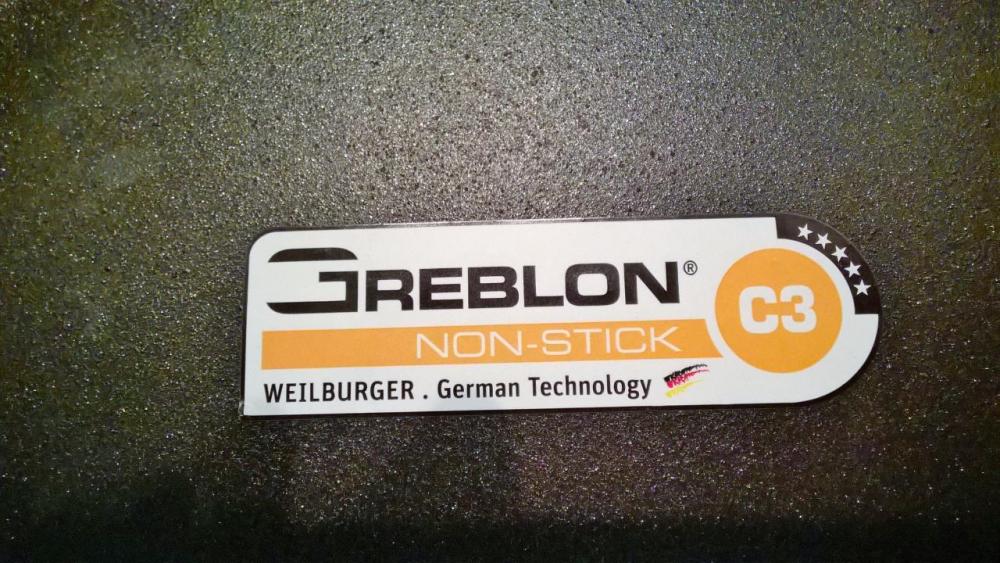 GREBLON®
NON-STICK
C3
WEILBURGER . German Technology